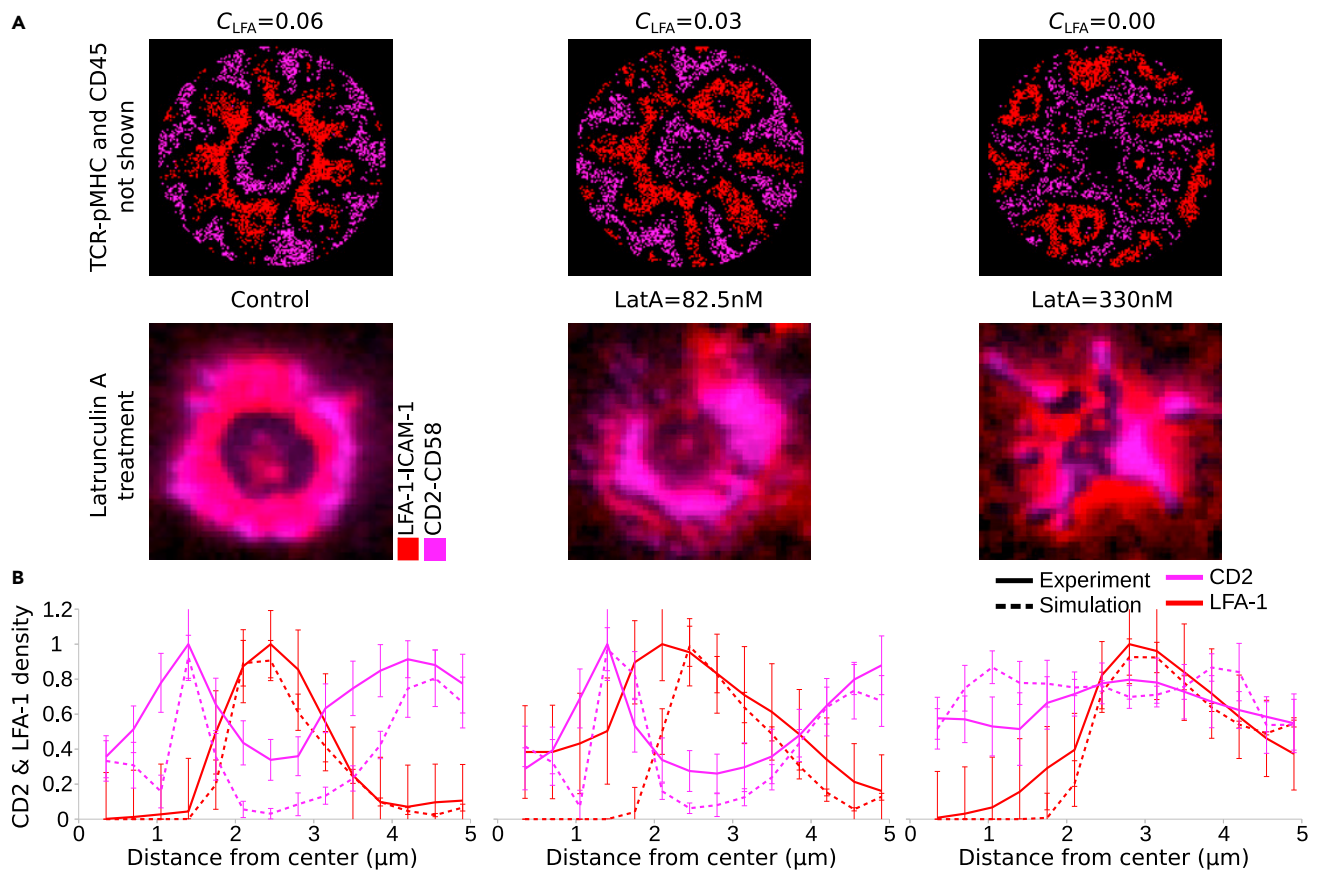 A
C_LFA=0.06
C_LFA=0.03
C_LFA=0.00
TCR-pMHC and CD45
not shown
Control
LatA=82.5nM
LatA=330nM
Latrunculin A
treatment
LFA-1-ICAM-1
CD2-CD58
B
Experiment
Simulation
CD2
LFA-1
CD2 & LFA-1 density
1.2
1
0.8
0.6
0.4
0.2
0
0 1 2 3 4 5
0 1 2 3 4 5
0 1 2 3 4 5
Distance from center (μm)
Distance from center (μm)
Distance from center (μm)